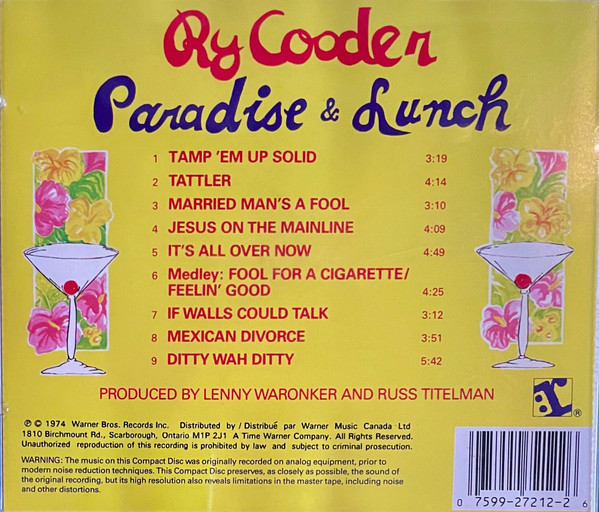 Ry Cooder
Paradise & Lunch
1 TAMP 'EM UP SOLID 3:19
2 TATTLER 4:14
3 MARRIED MAN'S A FOOL 3:10
4 JESUS ON THE MAINLINE 4:09
5 IT'S ALL OVER NOW 4:49
6 Medley: FOOL FOR A CIGARETTE/
FEELIN' GOOD 4:25
7 IF WALLS COULD TALK 3:12
8 MEXICAN DIVORCE 3:51
9 DITTY WAH DITTY 5:42
PRODUCED BY LENNY WARONKER AND RUSS TITELMAN
r ®
℗ © 1974 Warner Bros. Records Inc. Distributed by / Distribué par Warner Music Canada Ltd
1810 Birchmount Rd., Scarborough, Ontario M1P 2J1 A Time Warner Company. All Rights Reserved.
Unauthorized reproduction of this recording is prohibited by law and subject to criminal prosecution.
WARNING: The music on this Compact Disc was originally recorded on analog equipment, prior to
modern noise reduction techniques. This Compact Disc preserves, as closely as possible, the sound of
the original recording, but its high resolution also reveals limitations in the master tape, including noise
and other distortions.
0 7599-27212-2 6